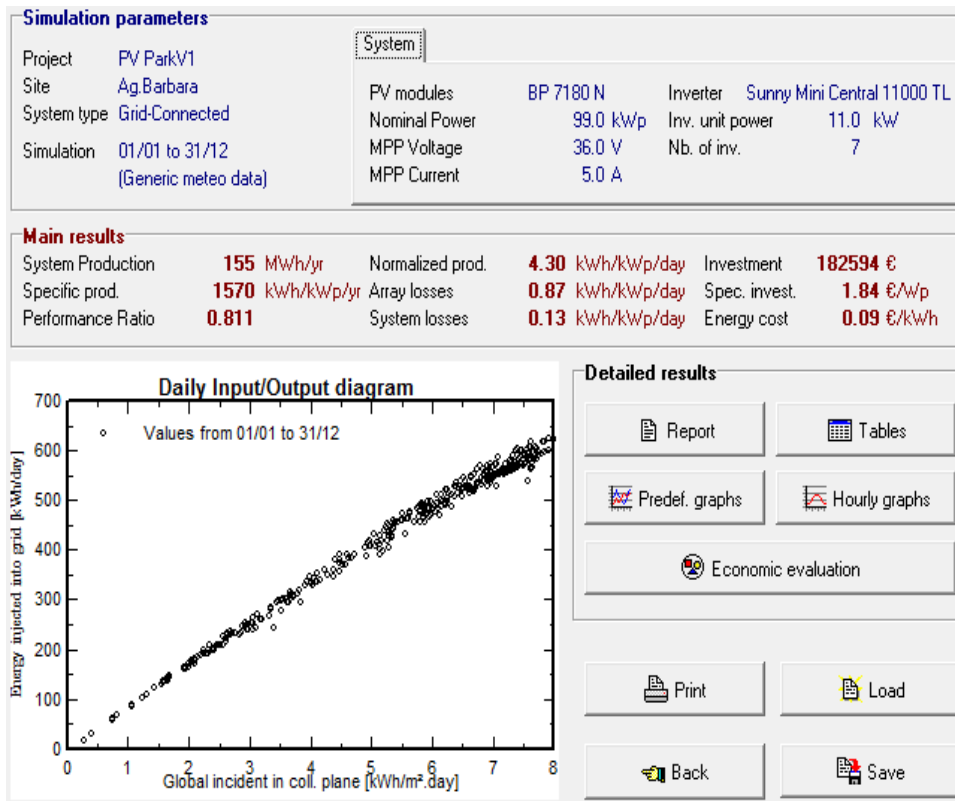 Simulation parameters
Project PV ParkV1
Site Ag.Barbara
System type Grid-Connected
Simulation 01/01 to 31/12
(Generic meteo data)
System
PV modules BP 7180 N Inverter Sunny Mini Central 11000 TL
Nominal Power 99.0 kWp Inv. unit power 11.0 kW
MPP Voltage 36.0 V Nb. of inv. 7
MPP Current 5.0 A
Main results
System Production 155 MWh/yr Normalized prod. 4.30 kWh/kWp/day Investment 182594 €
Specific prod. 1570 kWh/kWp/yr Array losses 0.87 kWh/kWp/day Spec. invest. 1.84 €/Wp
Performance Ratio 0.811 System losses 0.13 kWh/kWp/day Energy cost 0.09 €/kWh
Daily Input/Output diagram
Values from 01/01 to 31/12
Energy injected into grid [kWh/day]
700
600
500
400
300
200
100
0
0 1 2 3 4 5 6 7 8
Global incident in coll. plane [kWh/m².day]
Detailed results
Report Tables
Predef. graphs Hourly graphs
Economic evaluation
Print Load
Back Save